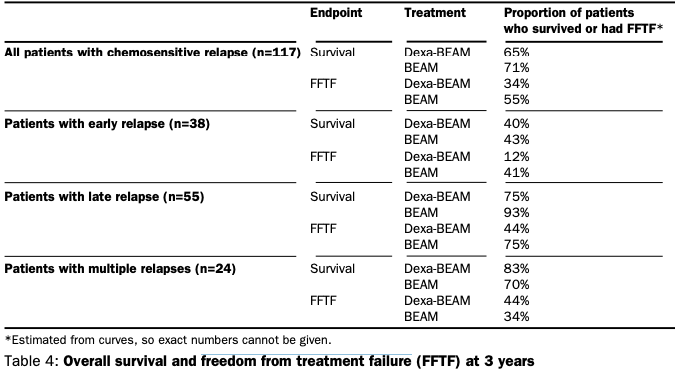 Endpoint Treatment Proportion of patients
who survived or had FFTF*
All patients with chemosensitive relapse (n=117) Survival Dexa-BEAM 65%
BEAM 71%
FFTF Dexa-BEAM 34%
BEAM 55%
Patients with early relapse (n=38) Survival Dexa-BEAM 40%
BEAM 43%
FFTF Dexa-BEAM 12%
BEAM 41%
Patients with late relapse (n=55) Survival Dexa-BEAM 75%
BEAM 93%
FFTF Dexa-BEAM 44%
BEAM 75%
Patients with multiple relapses (n=24) Survival Dexa-BEAM 83%
BEAM 70%
FFTF Dexa-BEAM 44%
BEAM 34%
*Estimated from curves, so exact numbers cannot be given.
Table 4: Overall survival and freedom from treatment failure (FFTF) at 3 years